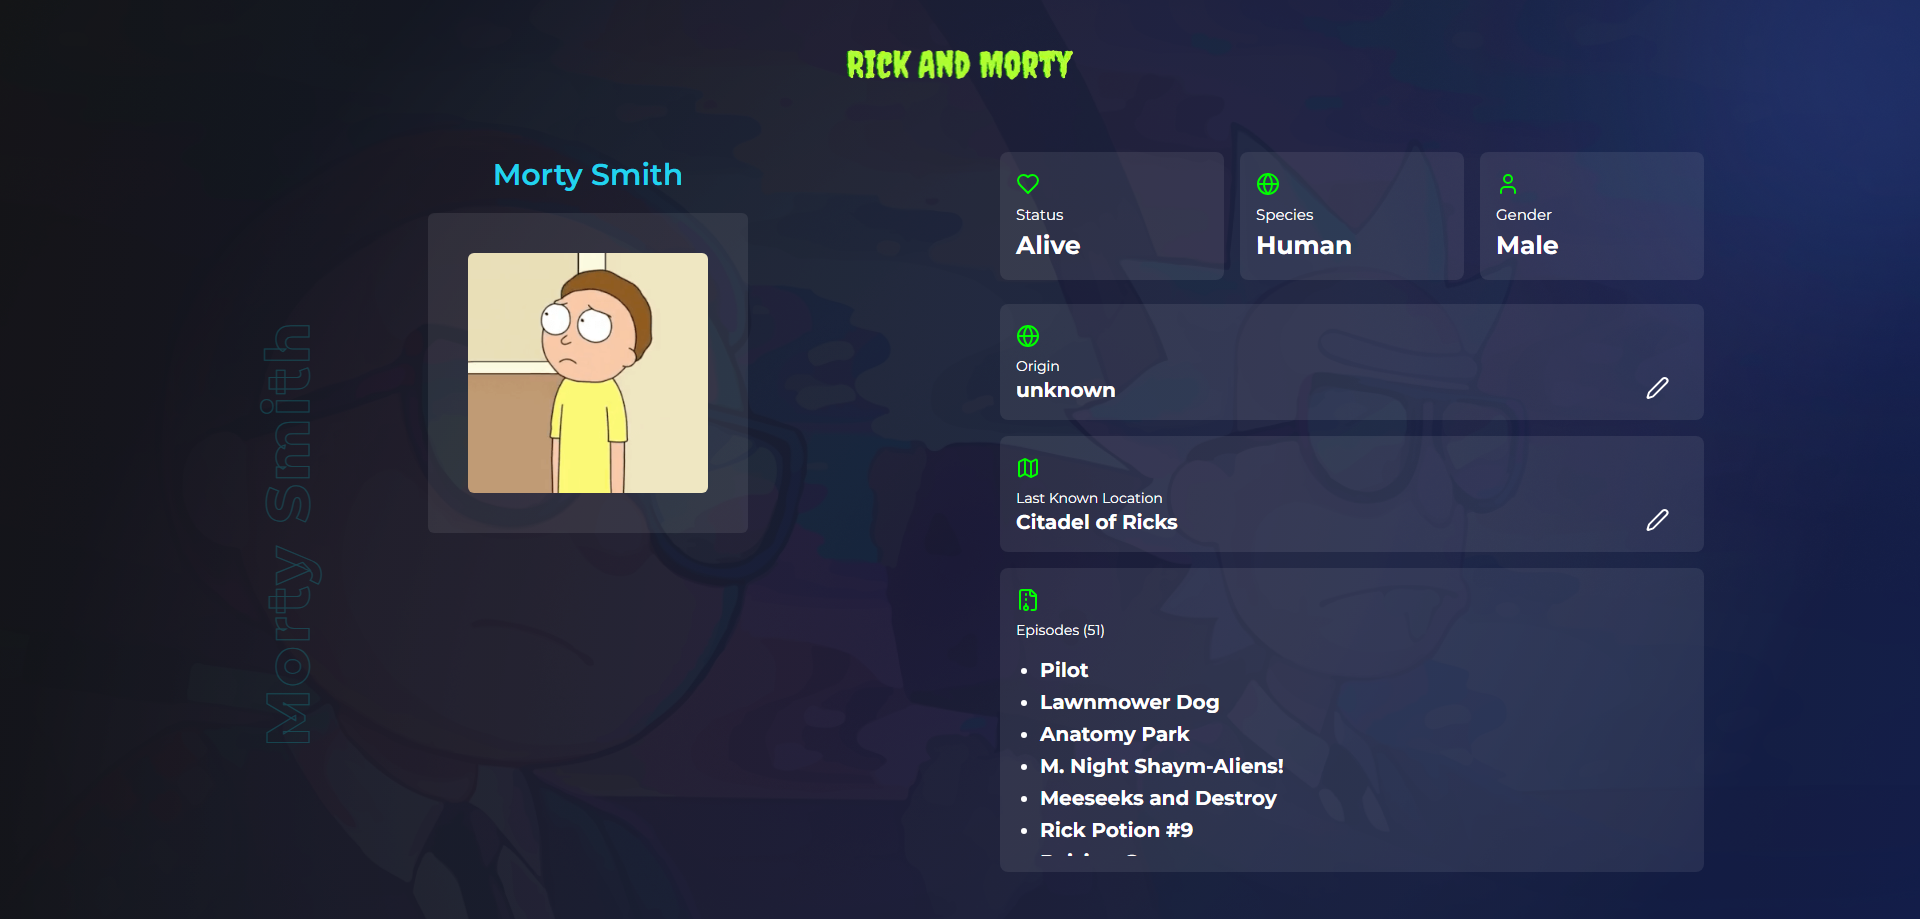 RICK AND MORTY
Morty Smith
Morty Smith
Status
Alive
Species
Human
Gender
Male
Origin
unknown
Last Known Location
Citadel of Ricks
Episodes (51)
Pilot
Lawnmower Dog
Anatomy Park
M. Night Shaym-Aliens!
Meeseeks and Destroy
Rick Potion #9